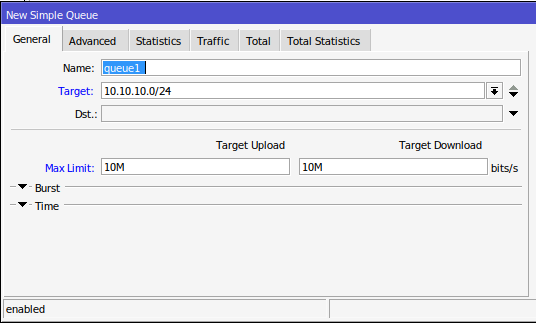 New Simple Queue
General Advanced Statistics Traffic Total Total Statistics
Name: queue1
Target: 10.10.10.0/24
Dst.:
Target Upload Target Download
Max Limit: 10M 10M bits/s
Burst
Time
enabled